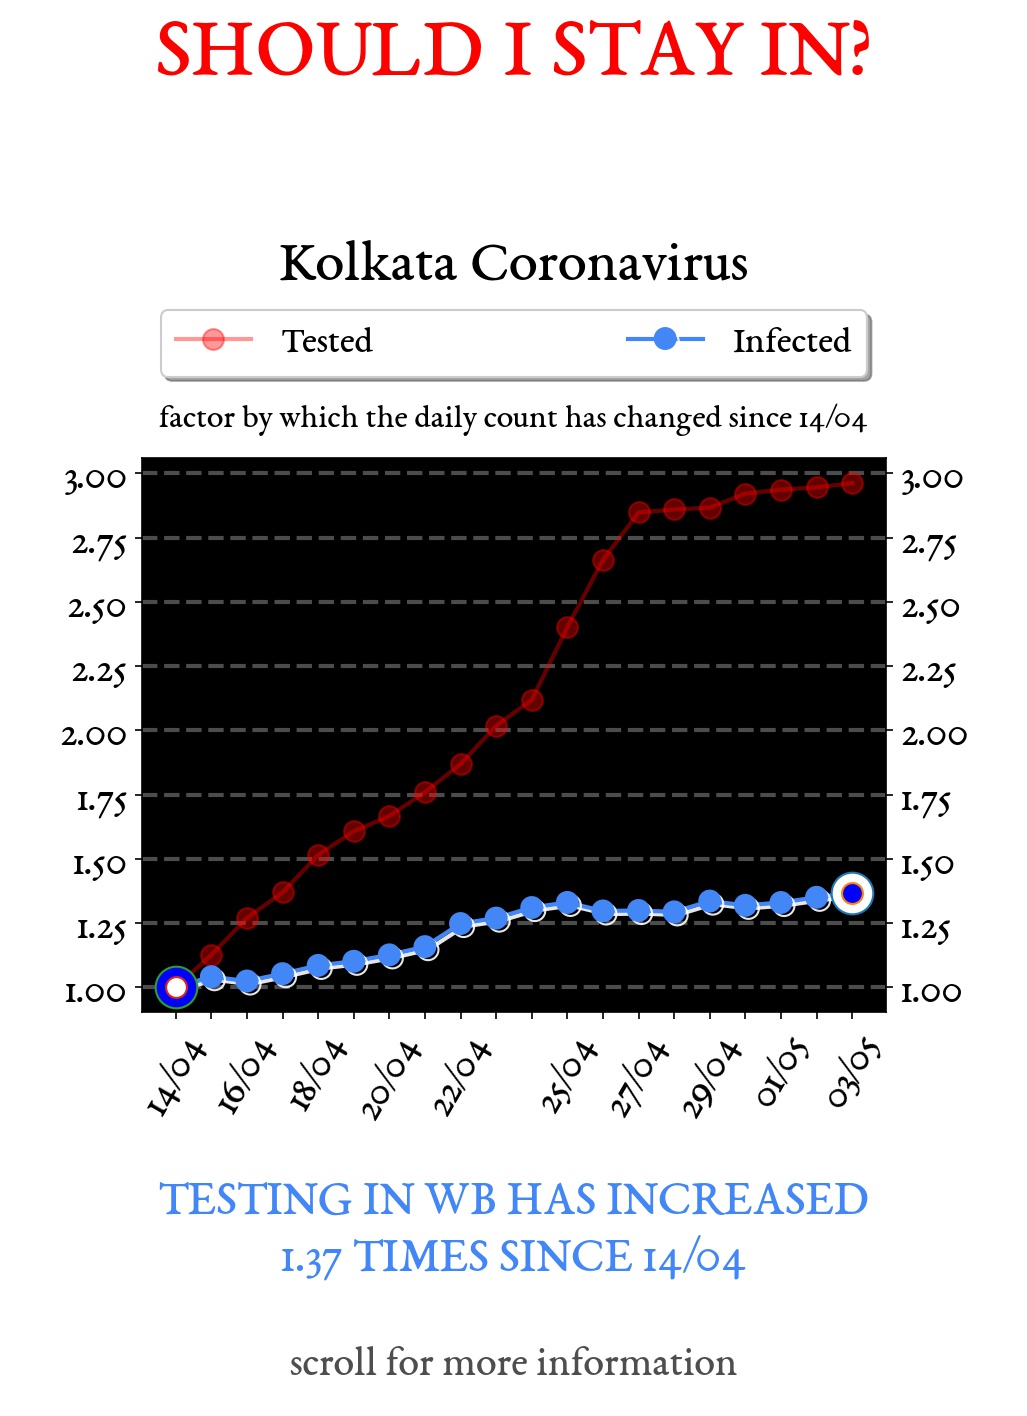 SHOULD I STAY IN?
Kolkata Coronavirus
Tested Infected
factor by which the daily count has changed since 14/04
3.00 3.00
2.75 2.75
2.50 2.50
2.25 2.25
2.00 2.00
1.75 1.75
1.50 1.50
1.25 1.25
1.00 1.00
14/04 16/04 18/04 20/04 22/04 25/04 27/04 29/04 01/05 03/05
TESTING IN WB HAS INCREASED
1.37 TIMES SINCE 14/04
scroll for more information